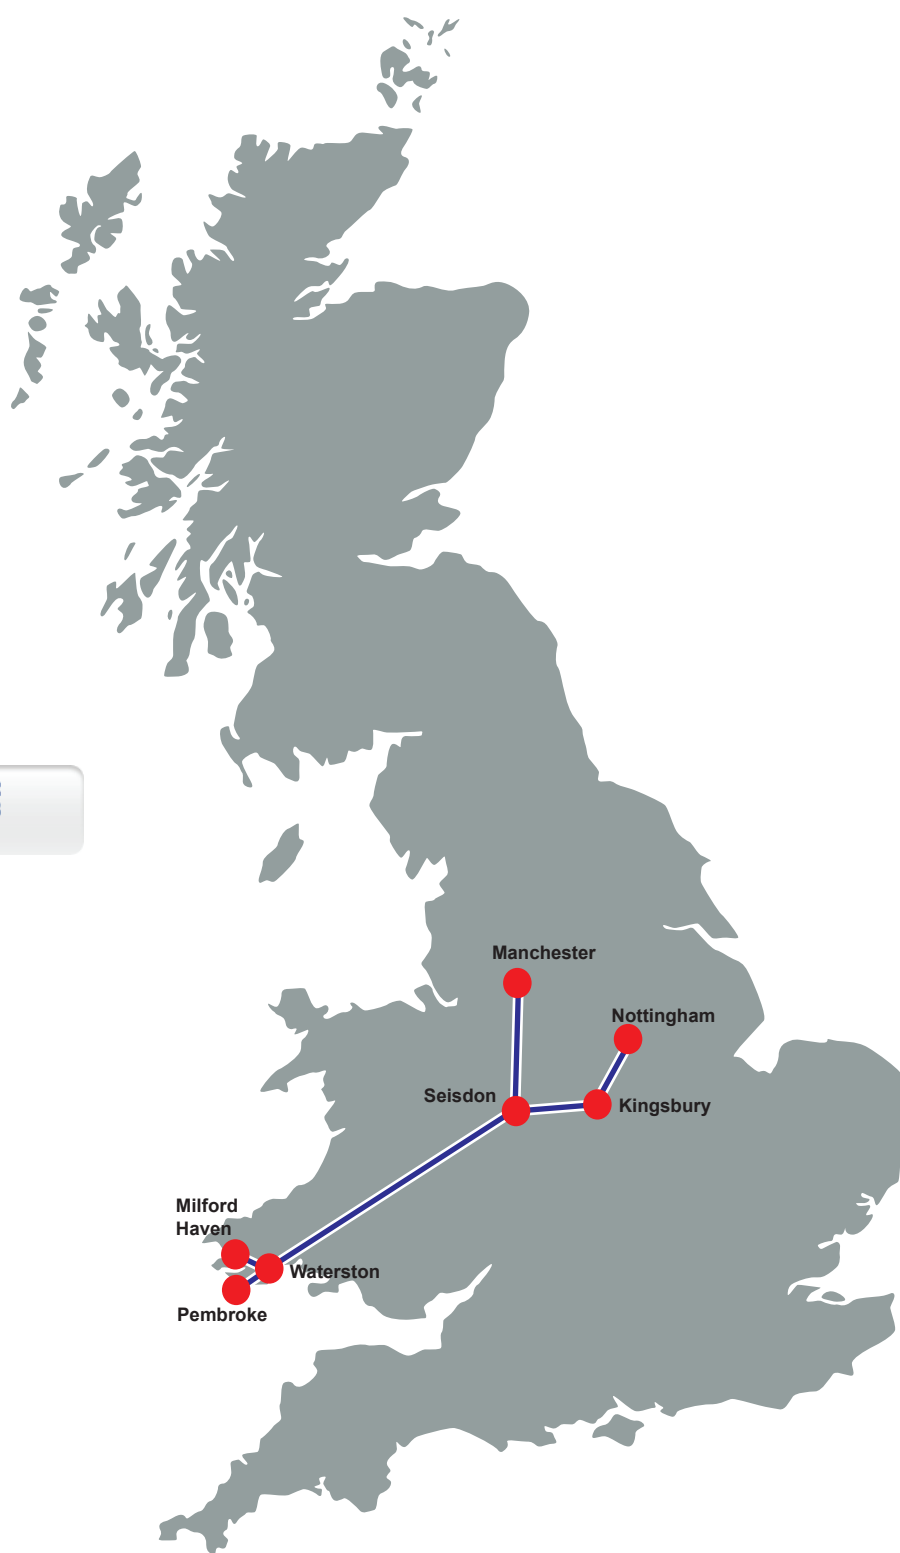 Manchester
Nottingham
Seisdon
Kingsbury
Milford
Haven
Waterston
Pembroke